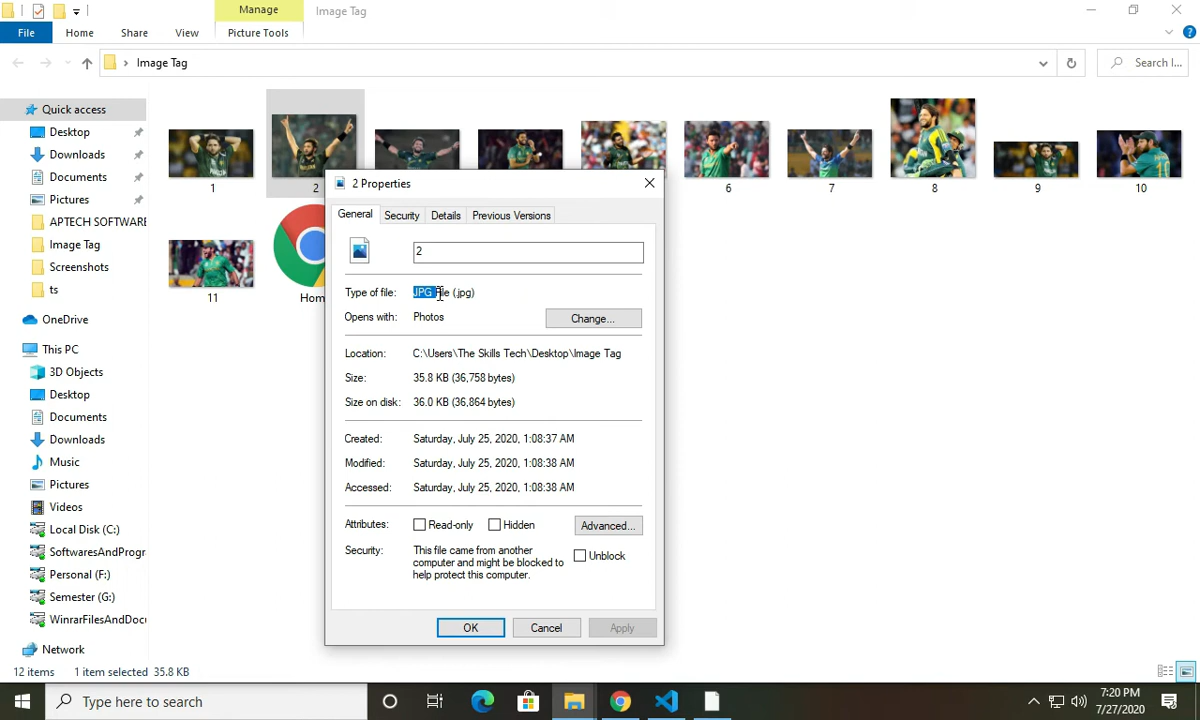 Manage
Image Tag
File
Home
Share
View
Picture Tools
Image Tag
Search I...
Quick access
Desktop
Downloads
Documents
Pictures
APTECH SOFTWARE
Image Tag
Screenshots
ts
OneDrive
This PC
3D Objects
Desktop
Documents
Downloads
Music
Pictures
Videos
Local Disk (C:)
SoftwaresAndProgr
Personal (F:)
Semester (G:)
WinrarFilesAndDocu
Network
1
2
6
7
8
9
10
11
Hom
2 Properties
General
Security
Details
Previous Versions
2
Type of file: JPG File (.jpg)
Opens with: Photos
Change...
Location: C:\Users\The Skills Tech\Desktop\Image Tag
Size: 35.8 KB (36,758 bytes)
Size on disk: 36.0 KB (36,864 bytes)
Created: Saturday, July 25, 2020, 1:08:37 AM
Modified: Saturday, July 25, 2020, 1:08:38 AM
Accessed: Saturday, July 25, 2020, 1:08:38 AM
Attributes: Read-only Hidden
Advanced...
Security: This file came from another
computer and might be blocked to
help protect this computer.
Unblock
OK
Cancel
Apply
12 items 1 item selected 35.8 KB
Type here to search
7:20 PM
7/27/2020